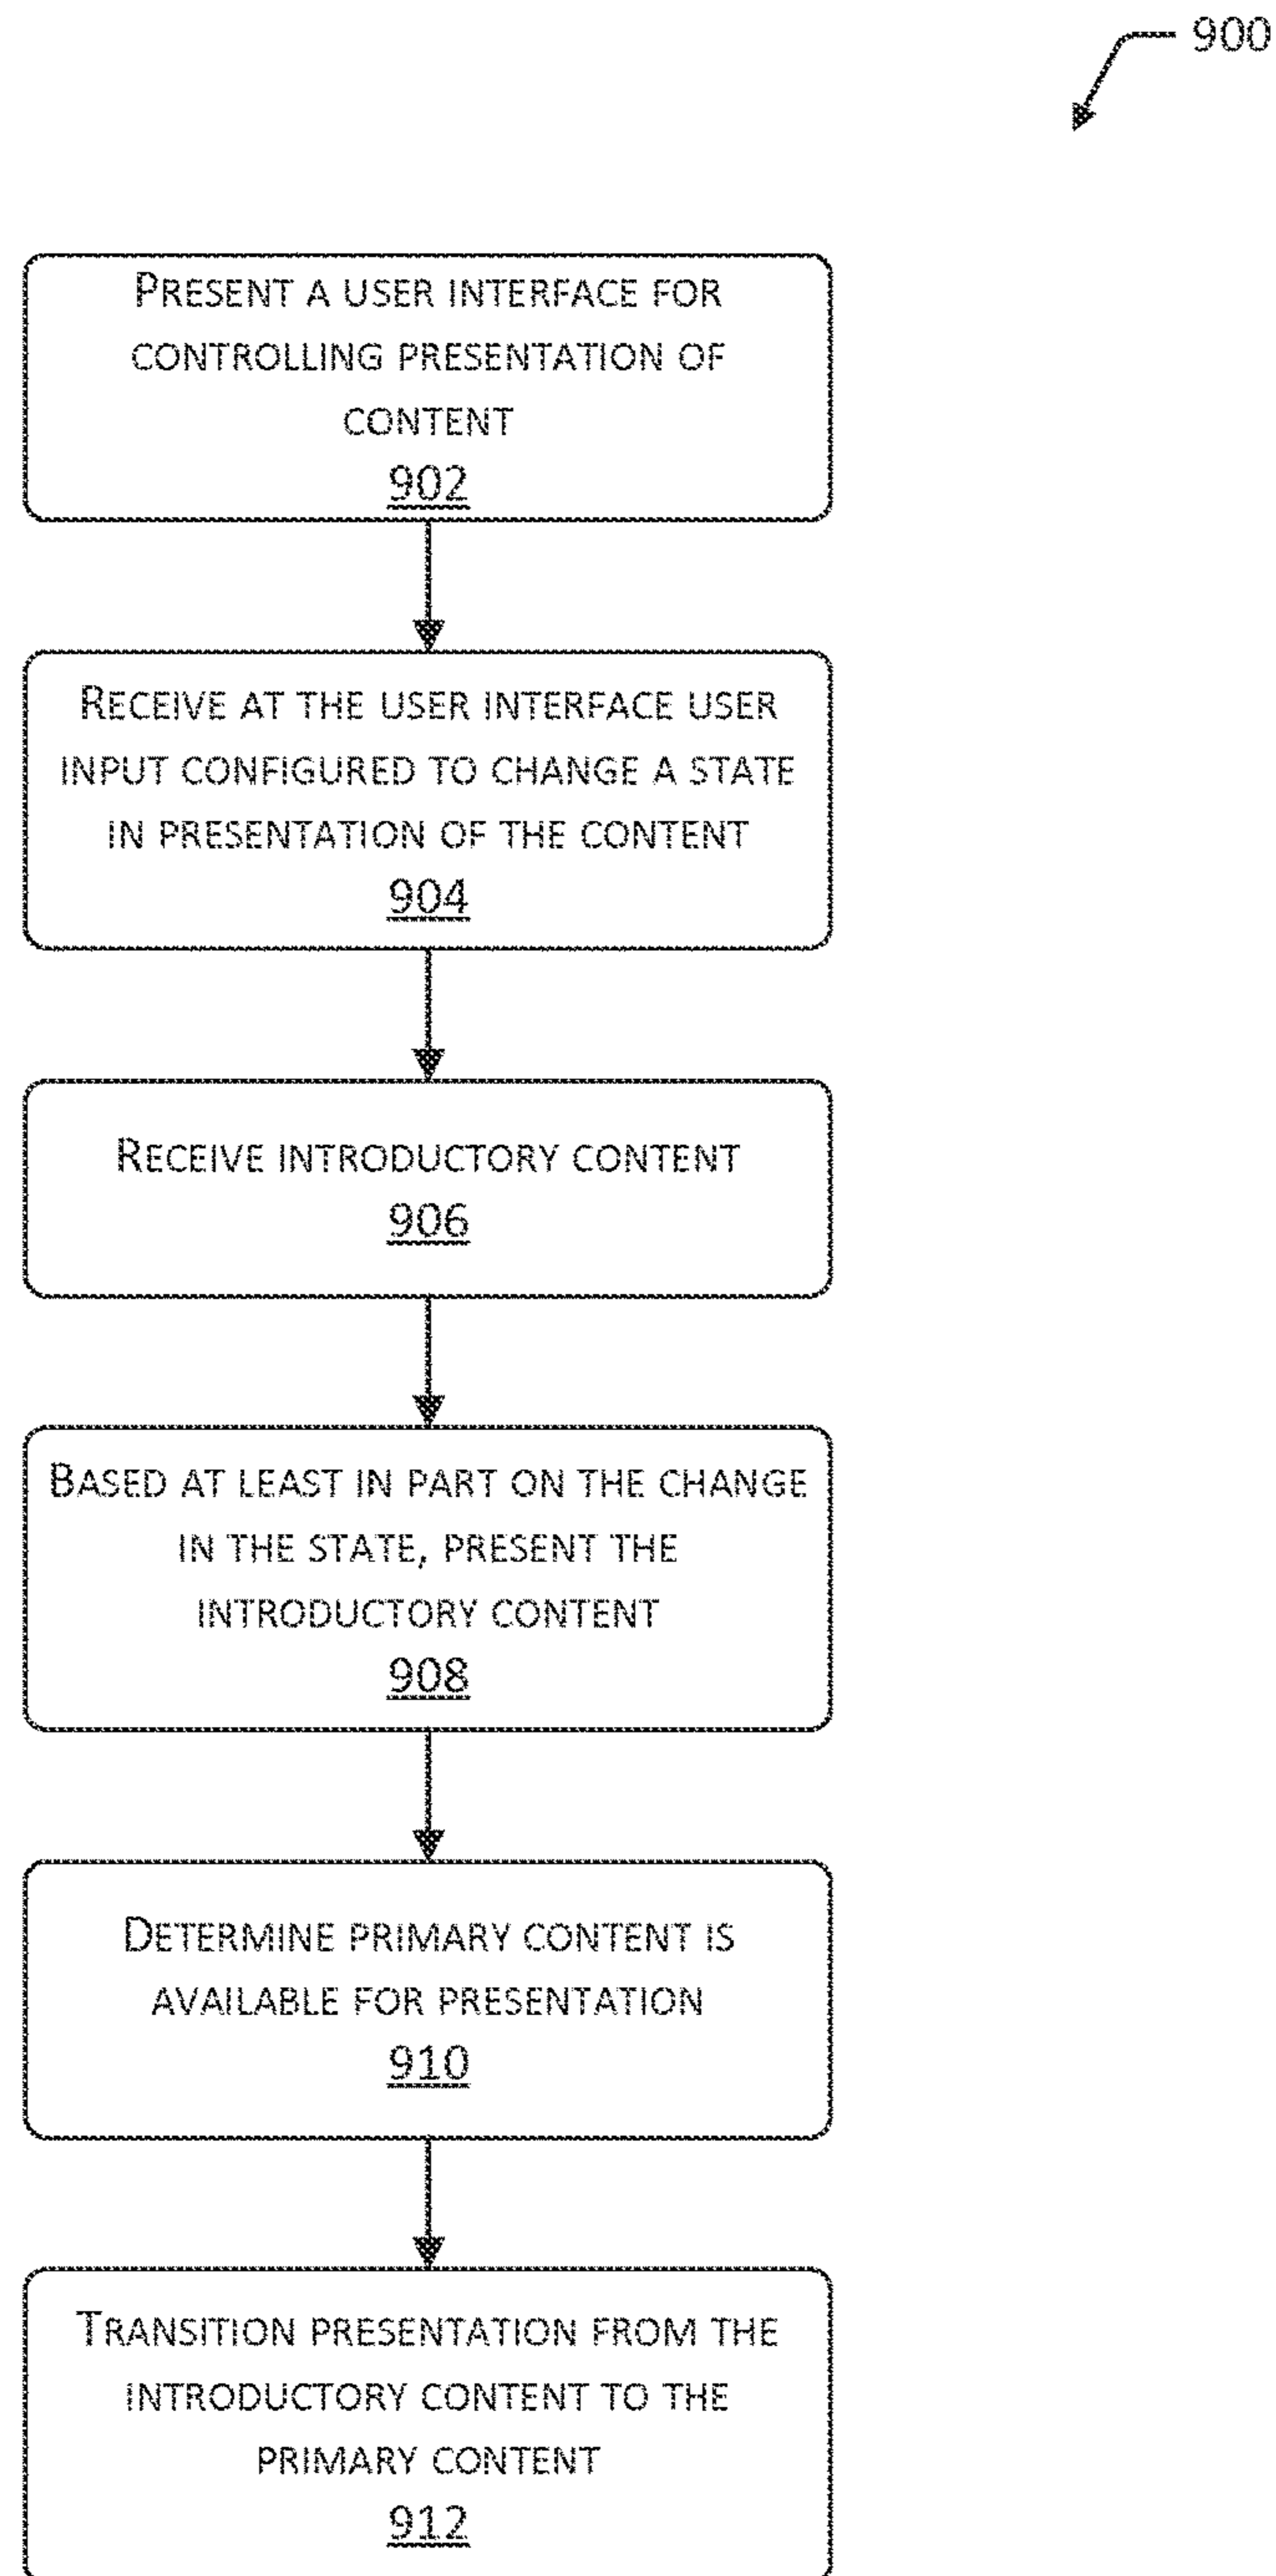 900
PRESENT A USER INTERFACE FOR
CONTROLLING PRESENTATION OF
CONTENT
902
RECEIVE AT THE USER INTERFACE USER
INPUT CONFIGURED TO CHANGE A STATE
IN PRESENTATION OF THE CONTENT
904
RECEIVE INTRODUCTORY CONTENT
906
BASED AT LEAST IN PART ON THE CHANGE
IN THE STATE, PRESENT THE
INTRODUCTORY CONTENT
908
DETERMINE PRIMARY CONTENT IS
AVAILABLE FOR PRESENTATION
910
TRANSITION PRESENTATION FROM THE
INTRODUCTORY CONTENT TO THE
PRIMARY CONTENT
912